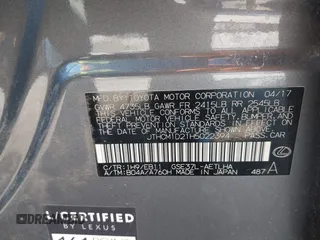 MFD. BY: TOYOTA MOTOR CORPORATION 04/17
GVWR 4735LB GAWR FR 2415LB RR 2545LB
THIS VEHICLE CONFORMS TO ALL APPLICABLE
FEDERAL MOTOR VEHICLE SAFETY, BUMPER, AND
THEFT PREVENTION STANDARDS IN EFFECT ON
THE DATE OF MANUFACTURE SHOWN ABOVE.
PASS. CAR
C/TR:1H9/EB11 GSE37L-AETLHA
A/TM:B04A/A760H MADE IN JAPAN 487 A
L/CERTIFIED
BY LEXUS